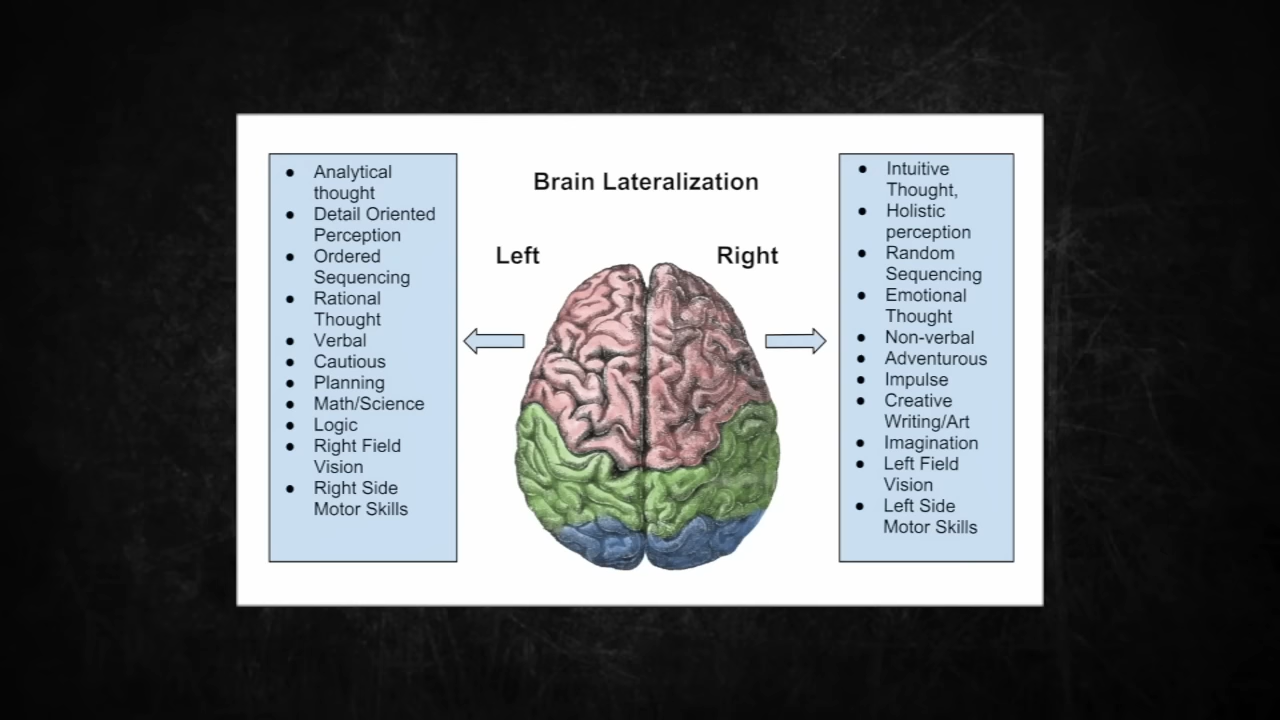 Brain Lateralization
Left
Right
● Analytical
thought
● Detail Oriented
Perception
● Ordered
Sequencing
● Rational
Thought
● Verbal
● Cautious
● Planning
● Math/Science
● Logic
● Right Field
Vision
● Right Side
Motor Skills
● Intuitive
Thought,
● Holistic
perception
● Random
Sequencing
● Emotional
Thought
● Non-verbal
● Adventurous
● Impulse
● Creative
Writing/Art
● Imagination
● Left Field
Vision
● Left Side
Motor Skills